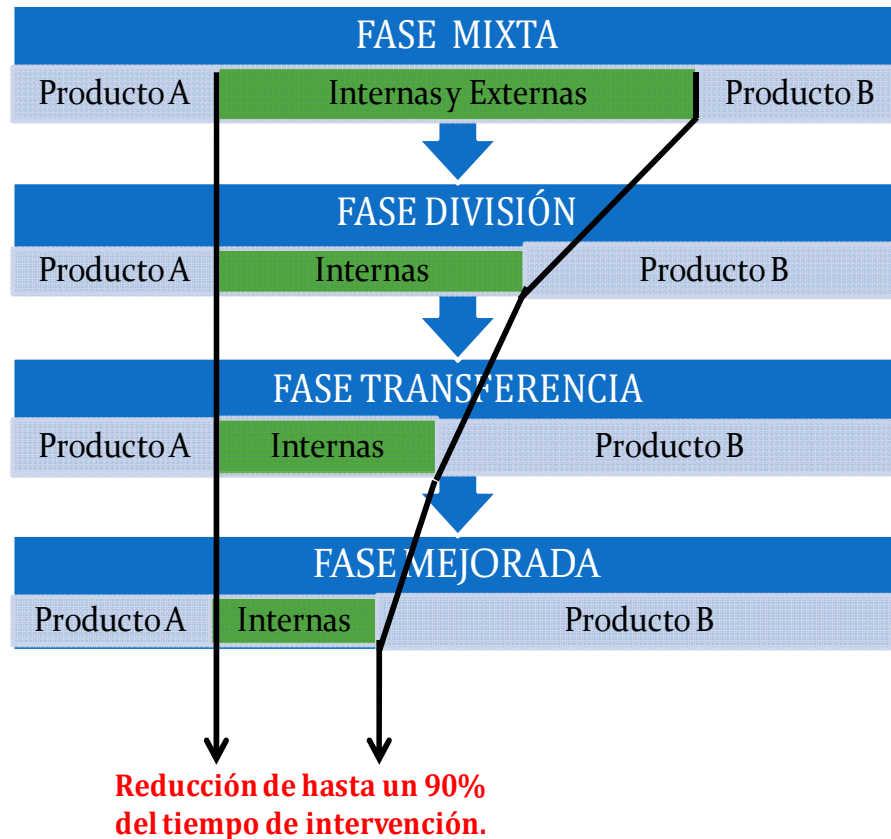 FASE MIXTA
Producto A Internas y Externas Producto B
FASE DIVISIÓN
Producto A Internas Producto B
FASE TRANSFERENCIA
Producto A Internas Producto B
FASE MEJORADA
Producto A Internas Producto B
Reducción de hasta un 90%
del tiempo de intervención.